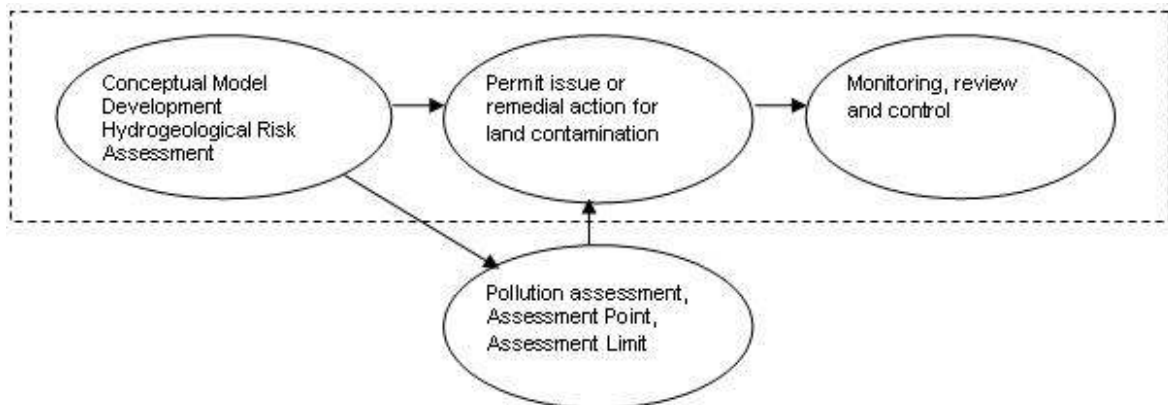 Conceptual Model
Development
Hydrogeological Risk
Assessment
Permit issue or
remedial action for
land contamination
Monitoring, review
and control
Pollution assessment,
Assessment Point,
Assessment Limit